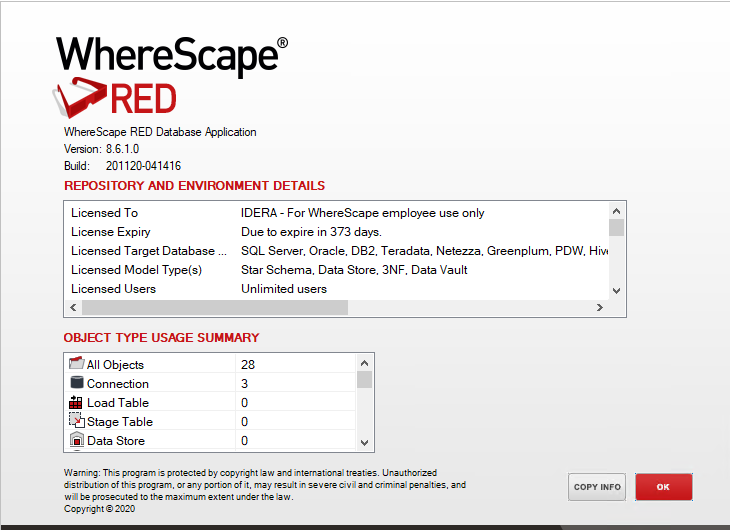 WhereScape®
RED
WhereScape RED Database Application
Version: 8.6.1.0
Build: 201120-041416
REPOSITORY AND ENVIRONMENT DETAILS
Licensed To IDERA - For WhereScape employee use only
License Expiry Due to expire in 373 days.
Licensed Target Database ... SQL Server, Oracle, DB2, Teradata, Netezza, Greenplum, PDW, Hive
Licensed Model Type(s) Star Schema, Data Store, 3NF, Data Vault
Licensed Users Unlimited users
OBJECT TYPE USAGE SUMMARY
All Objects 28
Connection 3
Load Table 0
Stage Table 0
Data Store 0
Warning: This program is protected by copyright law and international treaties. Unauthorized
distribution of this program, or any portion of it, may result in severe civil and criminal penalties, and
will be prosecuted to the maximum extent under the law.
Copyright © 2020
COPY INFO
OK